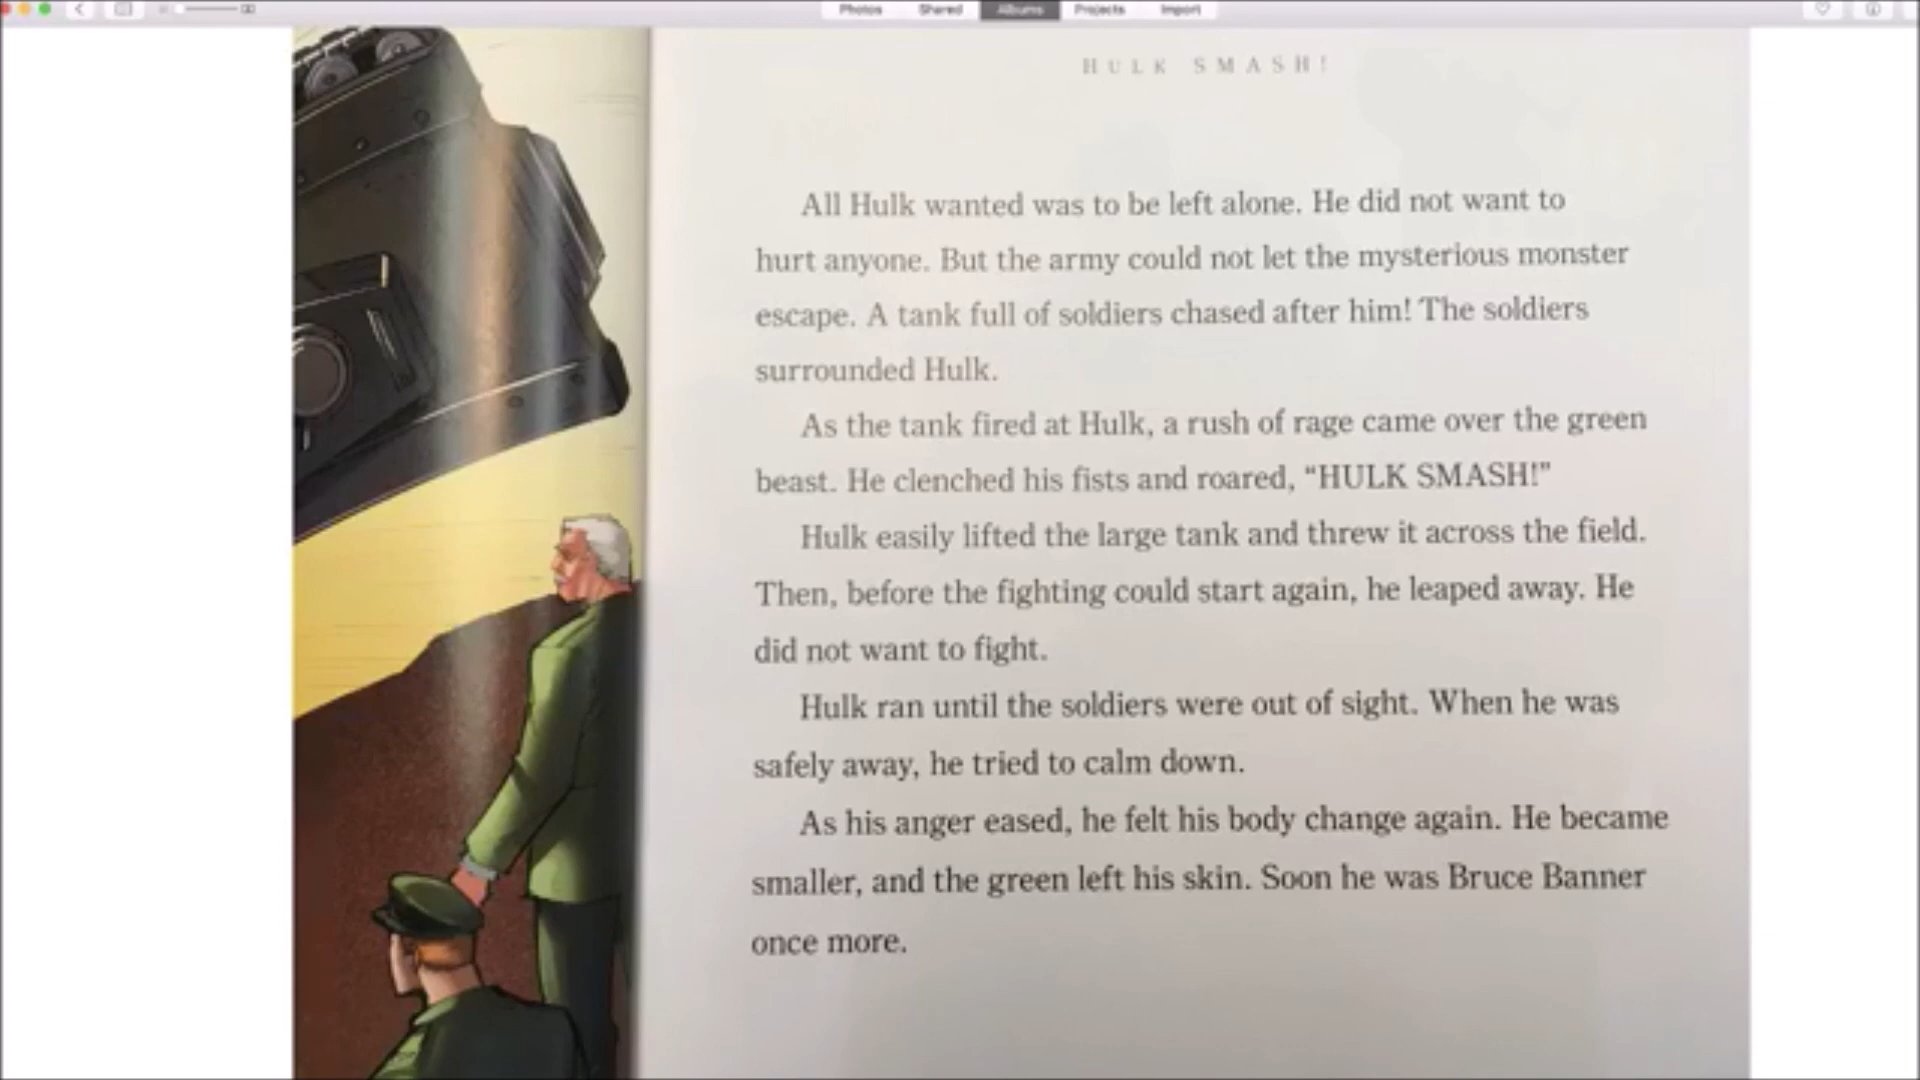 Photos Shared Albums Projects Import
HULK SMASH!
All Hulk wanted was to be left alone. He did not want to
hurt anyone. But the army could not let the mysterious monster
escape. A tank full of soldiers chased after him! The soldiers
surrounded Hulk.
As the tank fired at Hulk, a rush of rage came over the green
beast. He clenched his fists and roared, “HULK SMASH!”
Hulk easily lifted the large tank and threw it across the field.
Then, before the fighting could start again, he leaped away. He
did not want to fight.
Hulk ran until the soldiers were out of sight. When he was
safely away, he tried to calm down.
As his anger eased, he felt his body change again. He became
smaller, and the green left his skin. Soon he was Bruce Banner
once more.